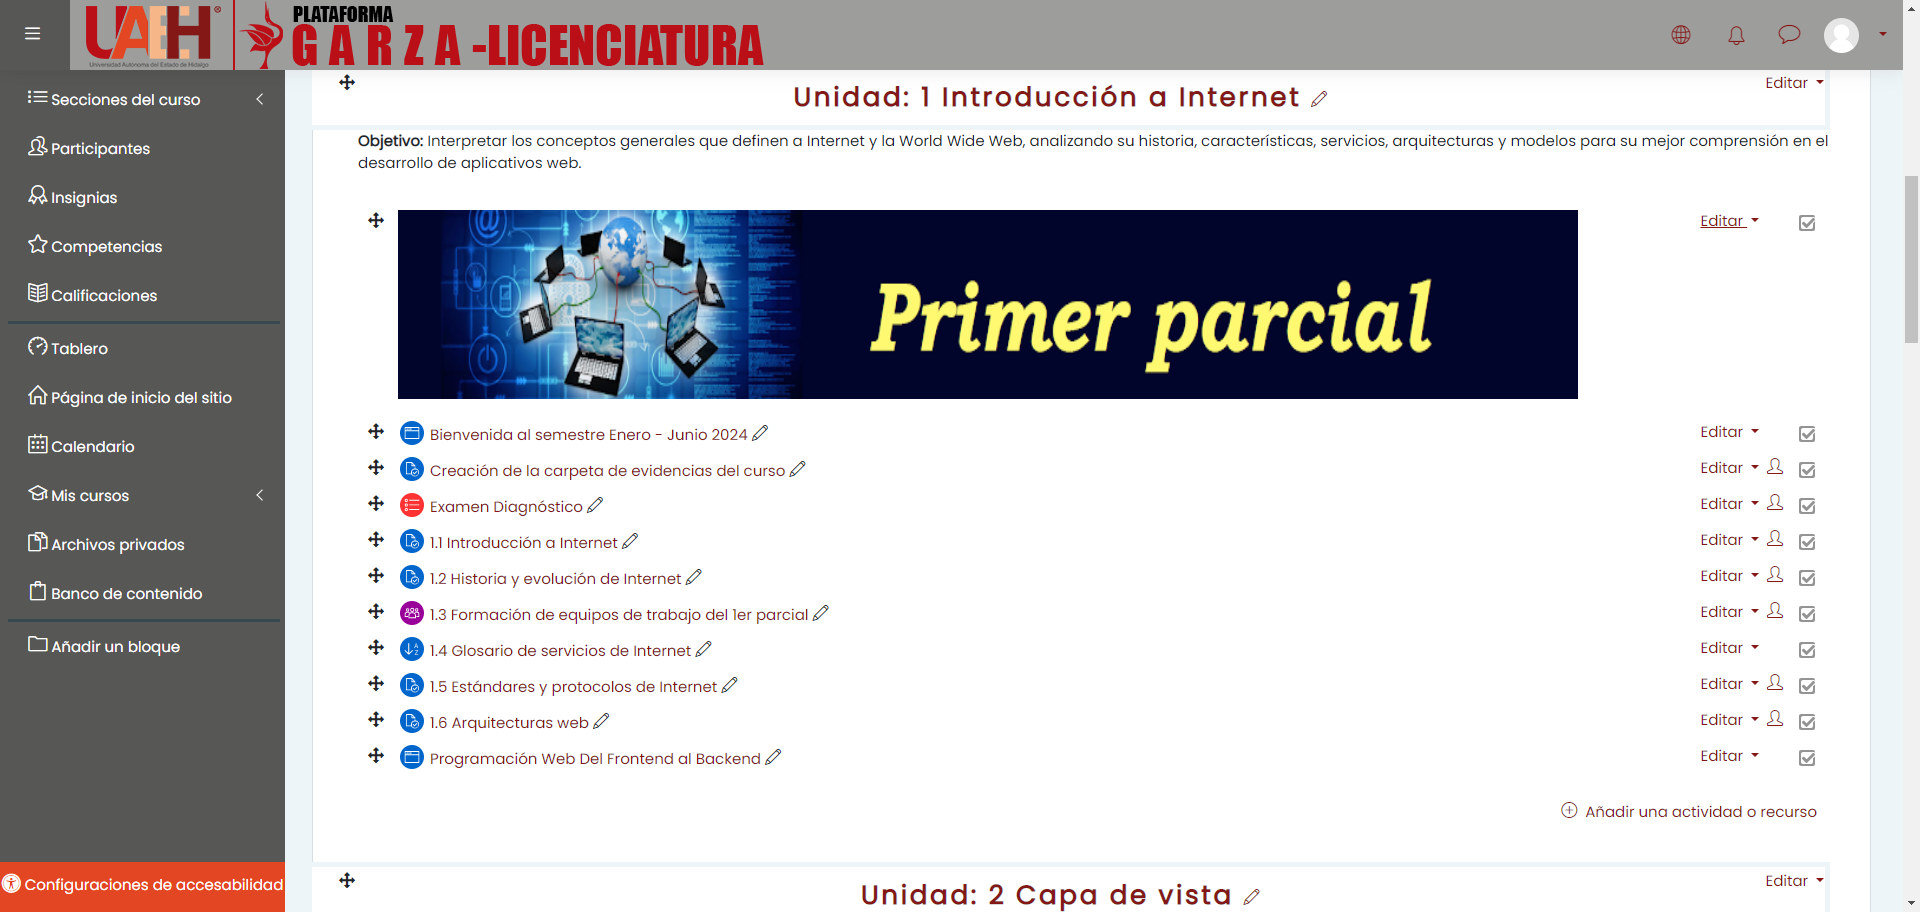 UAEH®
Universidad Autónoma del Estado de Hidalgo
PLATAFORMA
GARZA -LICENCIATURA
Secciones del curso
Participantes
Insignias
Competencias
Calificaciones
Tablero
Página de inicio del sitio
Calendario
Mis cursos
Archivos privados
Banco de contenido
Añadir un bloque
Configuraciones de accesabilidad
Unidad: 1 Introducción a Internet
Editar
Objetivo: Interpretar los conceptos generales que definen a Internet y la World Wide Web, analizando su historia, características, servicios, arquitecturas y modelos para su mejor comprensión en el
desarrollo de aplicativos web.
Primer parcial
Editar
Bienvenida al semestre Enero - Junio 2024
Editar
Creación de la carpeta de evidencias del curso
Editar
Examen Diagnóstico
Editar
1.1 Introducción a Internet
Editar
1.2 Historia y evolución de Internet
Editar
1.3 Formación de equipos de trabajo del 1er parcial
Editar
1.4 Glosario de servicios de Internet
Editar
1.5 Estándares y protocolos de Internet
Editar
1.6 Arquitecturas web
Editar
Programación Web Del Frontend al Backend
Editar
Añadir una actividad o recurso
Unidad: 2 Capa de vista
Editar